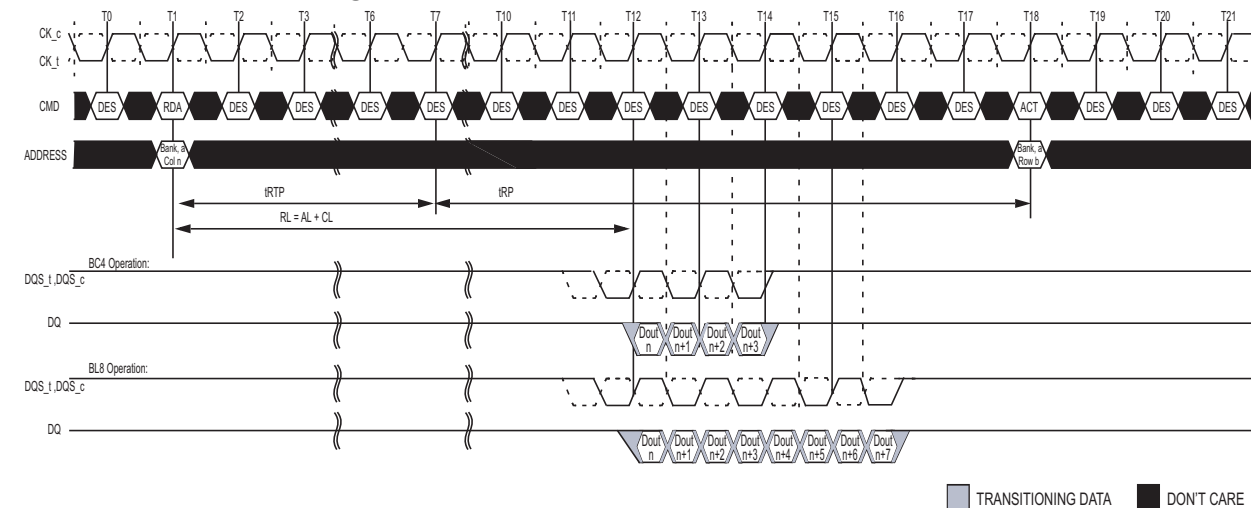 T0 T1 T2 T3 T6 T7 T10 T11 T12 T13 T14 T15 T16 T17 T18 T19 T20 T21
CK_c
CK_t
CMD DES RDA DES DES DES DES DES DES DES DES DES DES DES DES ACT DES DES DES
ADDRESS
Bank, a
Col n
Bank, a
Row b
tRTP
tRP
RL = AL + CL
BC4 Operation:
DQS_t ,DQS_c
DQ
Dout
n
Dout
n+1
Dout
n+2
Dout
n+3
BL8 Operation:
DQS_t ,DQS_c
DQ
Dout
n
Dout
n+1
Dout
n+2
Dout
n+3
Dout
n+4
Dout
n+5
Dout
n+6
Dout
n+7
TRANSITIONING DATA
DON'T CARE